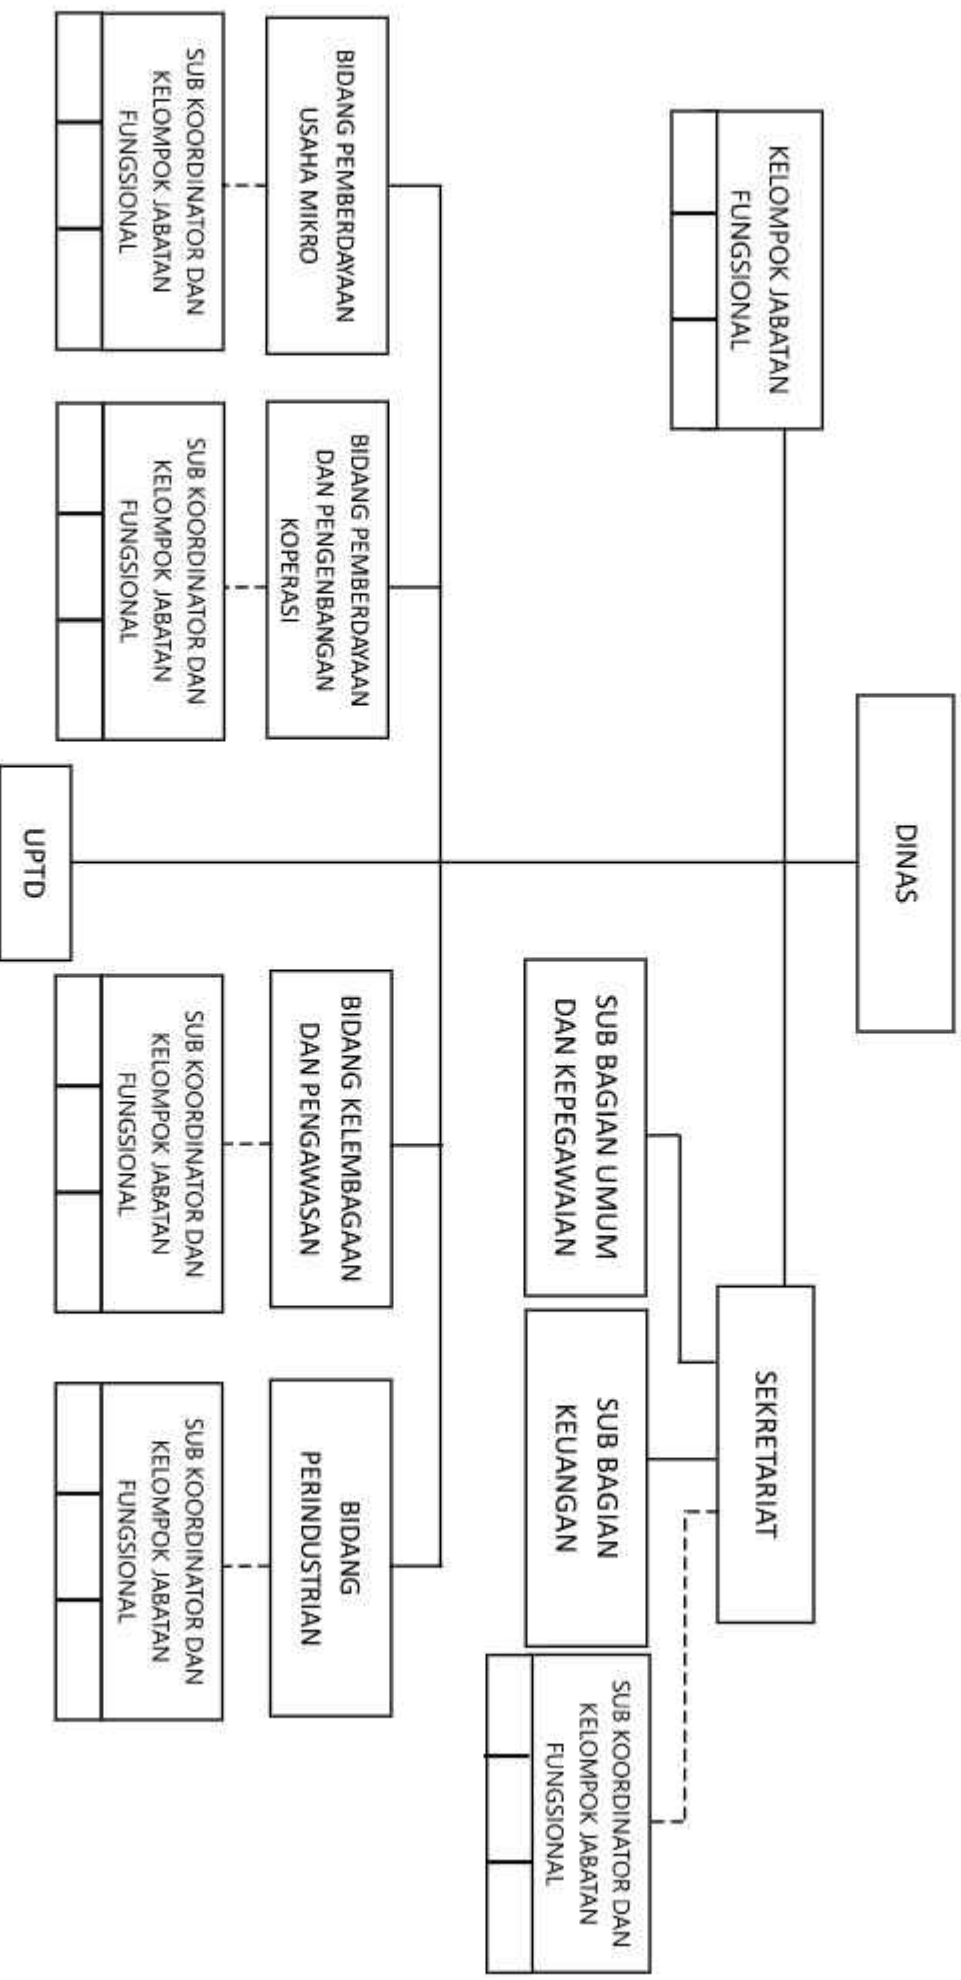 DINAS
KELOMPOK JABATAN
FUNGSIONAL
SEKRETARIAT
SUB BAGIAN UMUM
DAN KEPEGAWAIAN
SUB BAGIAN
KEUANGAN
SUB KOORDINATOR DAN
KELOMPOK JABATAN
FUNGSIONAL
BIDANG PEMBERDAYAAN
USAHA MIKRO
BIDANG PEMBERDAYAAN
DAN PENGENBANGAN
KOPERASI
BIDANG KELEMBAGAAN
DAN PENGAWASAN
BIDANG
PERINDUSTRIAN
SUB KOORDINATOR DAN
KELOMPOK JABATAN
FUNGSIONAL
SUB KOORDINATOR DAN
KELOMPOK JABATAN
FUNGSIONAL
SUB KOORDINATOR DAN
KELOMPOK JABATAN
FUNGSIONAL
SUB KOORDINATOR DAN
KELOMPOK JABATAN
FUNGSIONAL
UPTD